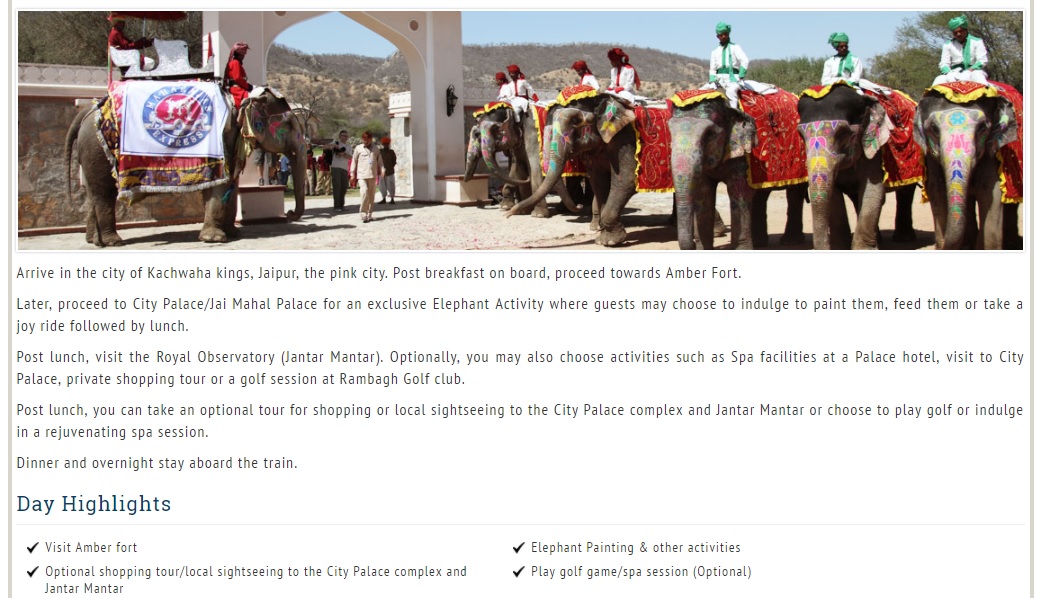 MAHARAJAS
EXPRESS
Arrive in the city of Kachwaha kings, Jaipur, the pink city. Post breakfast on board, proceed towards Amber Fort.
Later, proceed to City Palace/Jai Mahal Palace for an exclusive Elephant Activity where guests may choose to indulge to paint them, feed them or take a
joy ride followed by lunch.
Post lunch, visit the Royal Observatory (Jantar Mantar). Optionally, you may also choose activities such as Spa facilities at a Palace hotel, visit to City
Palace, private shopping tour or a golf session at Rambagh Golf club.
Post lunch, you can take an optional tour for shopping or local sightseeing to the City Palace complex and Jantar Mantar or choose to play golf or indulge
in a rejuvenating spa session.
Dinner and overnight stay aboard the train.
Day Highlights
Visit Amber fort
Optional shopping tour/local sightseeing to the City Palace complex and
Jantar Mantar
Elephant Painting & other activities
Play golf game/spa session (Optional)